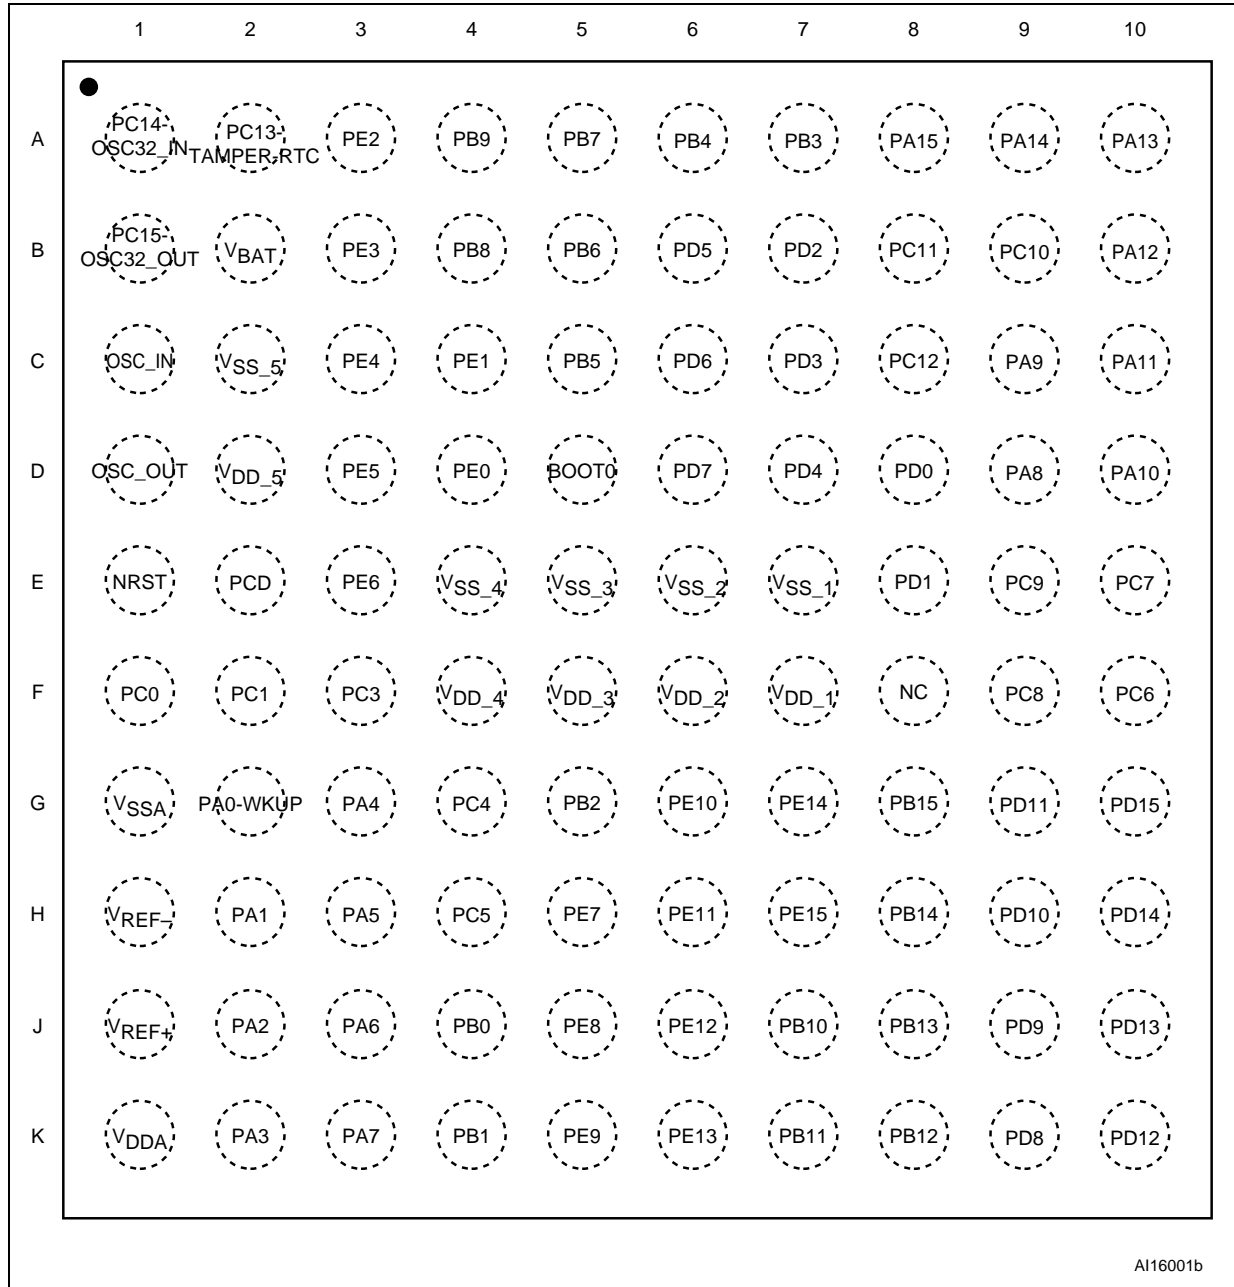 1 2 3 4 5 6 7 8 9 10
A PC14-OSC32_IN PC13-TAMPER-RTC PE2 PB9 PB7 PB4 PB3 PA15 PA14 PA13
B PC15-OSC32_OUT VBAT PE3 PB8 PB6 PD5 PD2 PC11 PC10 PA12
C OSC_IN VSS_5 PE4 PE1 PB5 PD6 PD3 PC12 PA9 PA11
D OSC_OUT VDD_5 PE5 PE0 BOOT0 PD7 PD4 PD0 PA8 PA10
E NRST PCD PE6 VSS_4 VSS_3 VSS_2 VSS_1 PD1 PC9 PC7
F PC0 PC1 PC3 VDD_4 VDD_3 VDD_2 VDD_1 NC PC8 PC6
G VSSA PA0-WKUP PA4 PC4 PB2 PE10 PE14 PB15 PD11 PD15
H VREF– PA1 PA5 PC5 PE7 PE11 PE15 PB14 PD10 PD14
J VREF+ PA2 PA6 PB0 PE8 PE12 PB10 PB13 PD9 PD13
K VDDA PA3 PA7 PB1 PE9 PE13 PB11 PB12 PD8 PD12
AI16001b